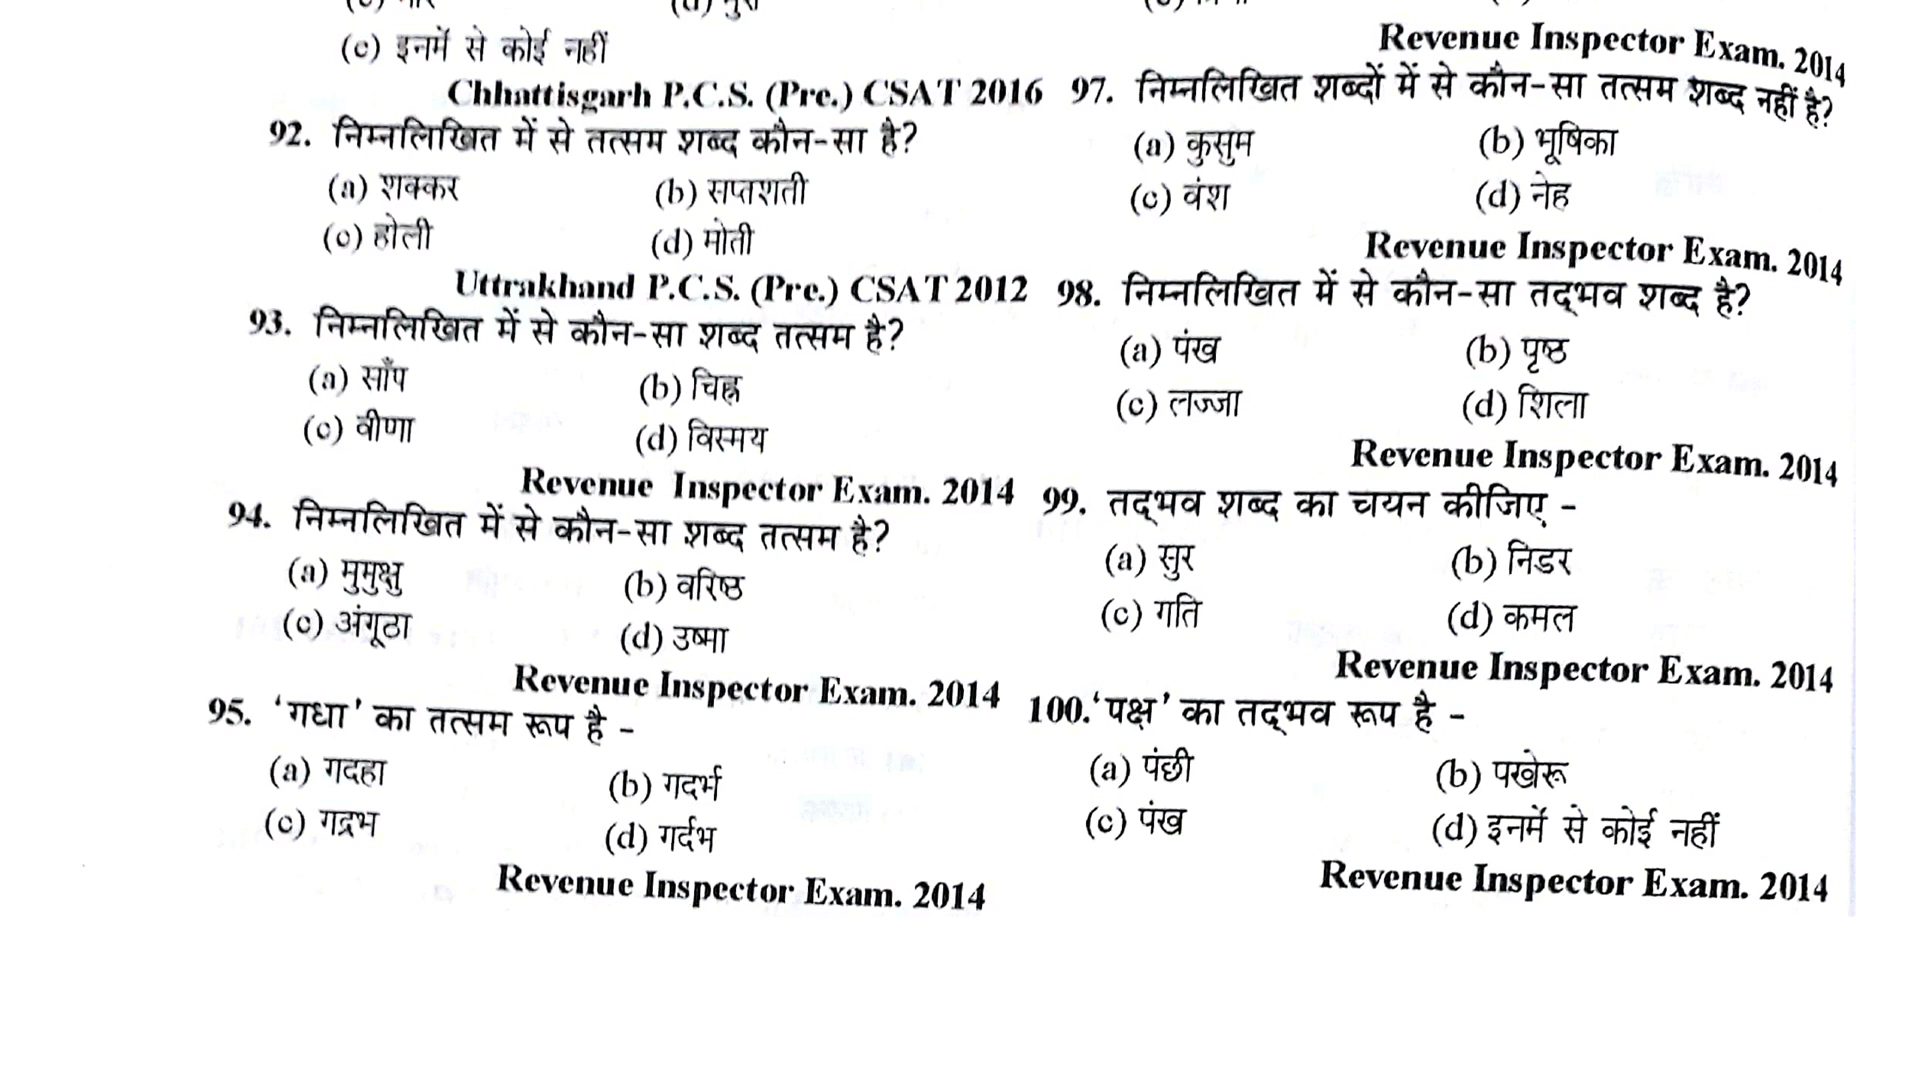 (c) इनमें से कोई नहीं
Chhattisgarh P.C.S. (Pre.) CSAT 2016
92. निम्नलिखित में से तत्सम शब्द कौन-सा है?
(a) शक्कर (b) सप्तशती
(c) होली (d) मोती
Uttrakhand P.C.S. (Pre.) CSAT 2012
93. निम्नलिखित में से कौन-सा शब्द तत्सम है?
(a) साँप (b) चिह्न
(c) वीणा (d) विस्मय
Revenue Inspector Exam. 2014
94. निम्नलिखित में से कौन-सा शब्द तत्सम है?
(a) मुमुक्षु (b) वरिष्ठ
(c) अंगूठा (d) उष्मा
Revenue Inspector Exam. 2014
95. ‘गधा’ का तत्सम रूप है -
(a) गदहा (b) गदर्भ
(c) गद्रभ (d) गर्दभ
Revenue Inspector Exam. 2014
Revenue Inspector Exam. 2014
97. निम्नलिखित शब्दों में से कौन-सा तत्सम शब्द नहीं है?
(a) कुसुम (b) भूषिका
(c) वंश (d) नेह
Revenue Inspector Exam. 2014
98. निम्नलिखित में से कौन-सा तद्‌भव शब्द है?
(a) पंख (b) पृष्ठ
(c) लज्जा (d) शिला
Revenue Inspector Exam. 2014
99. तद्‌भव शब्द का चयन कीजिए -
(a) सुर (b) निडर
(c) गति (d) कमल
Revenue Inspector Exam. 2014
100.‘पक्ष’ का तद्‌भव रूप है -
(a) पंछी (b) पखेरू
(c) पंख (d) इनमें से कोई नहीं
Revenue Inspector Exam. 2014